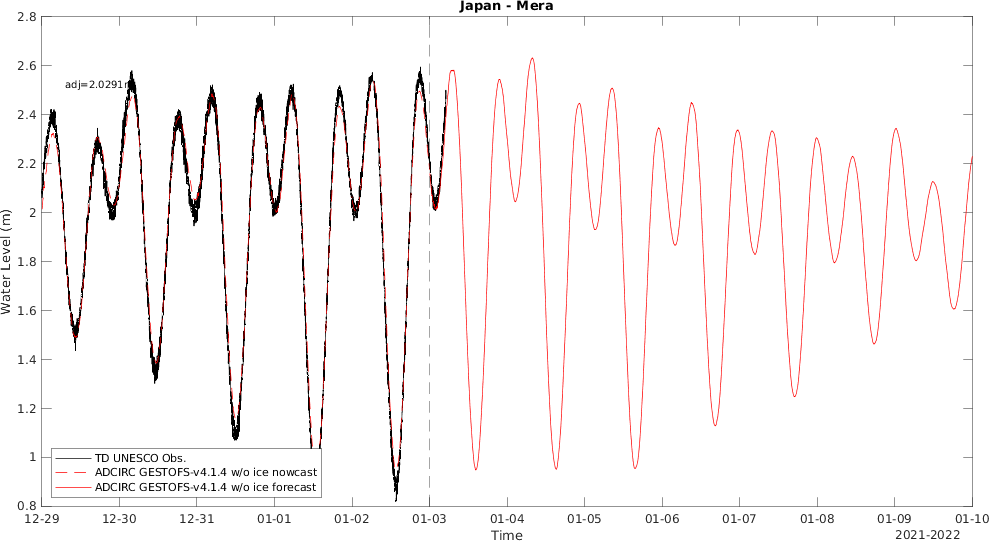 Japan - Mera
2.8
2.6
2.4
2.2
2
1.8
1.6
1.4
1.2
1
0.8
Water Level (m)
adj=2.0291
TD UNESCO Obs.
ADCIRC GESTOFS-v4.1.4 w/o ice nowcast
ADCIRC GESTOFS-v4.1.4 w/o ice forecast
12-29 12-30 12-31 01-01 01-02 01-03 01-04 01-05 01-06 01-07 01-08 01-09 01-10
Time
2021-2022